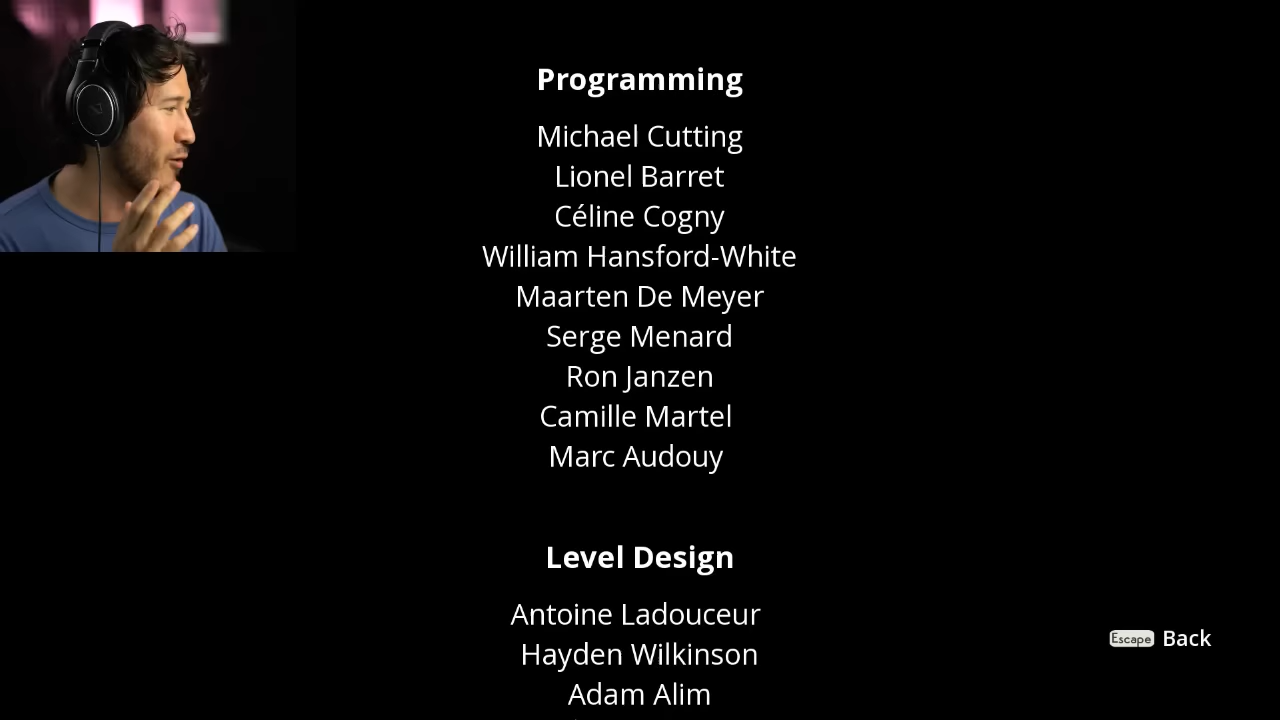 Programming
Michael Cutting
Lionel Barret
Céline Cogny
William Hansford-White
Maarten De Meyer
Serge Menard
Ron Janzen
Camille Martel
Marc Audouy
Level Design
Antoine Ladouceur
Hayden Wilkinson
Escape Back
Adam Alim